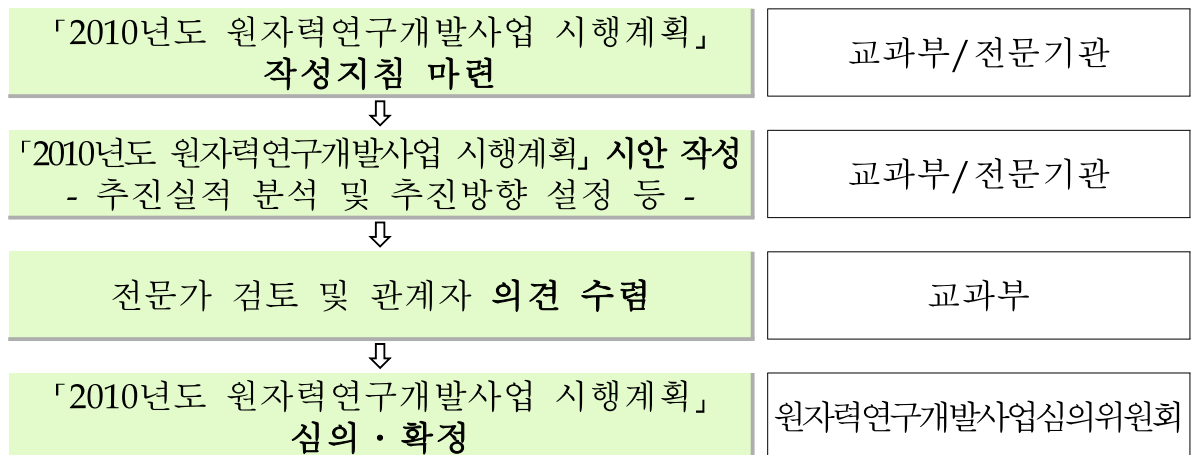 「2010년도 원자력연구개발사업 시행계획」
작성지침 마련
교과부/전문기관
⇩
「2010년도 원자력연구개발사업 시행계획」 시안 작성
- 추진실적 분석 및 추진방향 설정 등 -
교과부/전문기관
⇩
전문가 검토 및 관계자 의견 수렴
교과부
⇩
「2010년도 원자력연구개발사업 시행계획」
심의·확정
원자력연구개발사업심의위원회